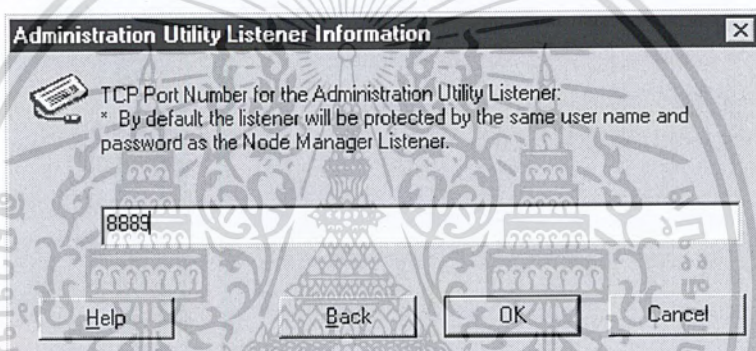 Administration Utility Listener Information
TCP Port Number for the Administration Utility Listener:
* By default the listener will be protected by the same user name and
password as the Node Manager Listener.
8889
Help Back OK Cancel